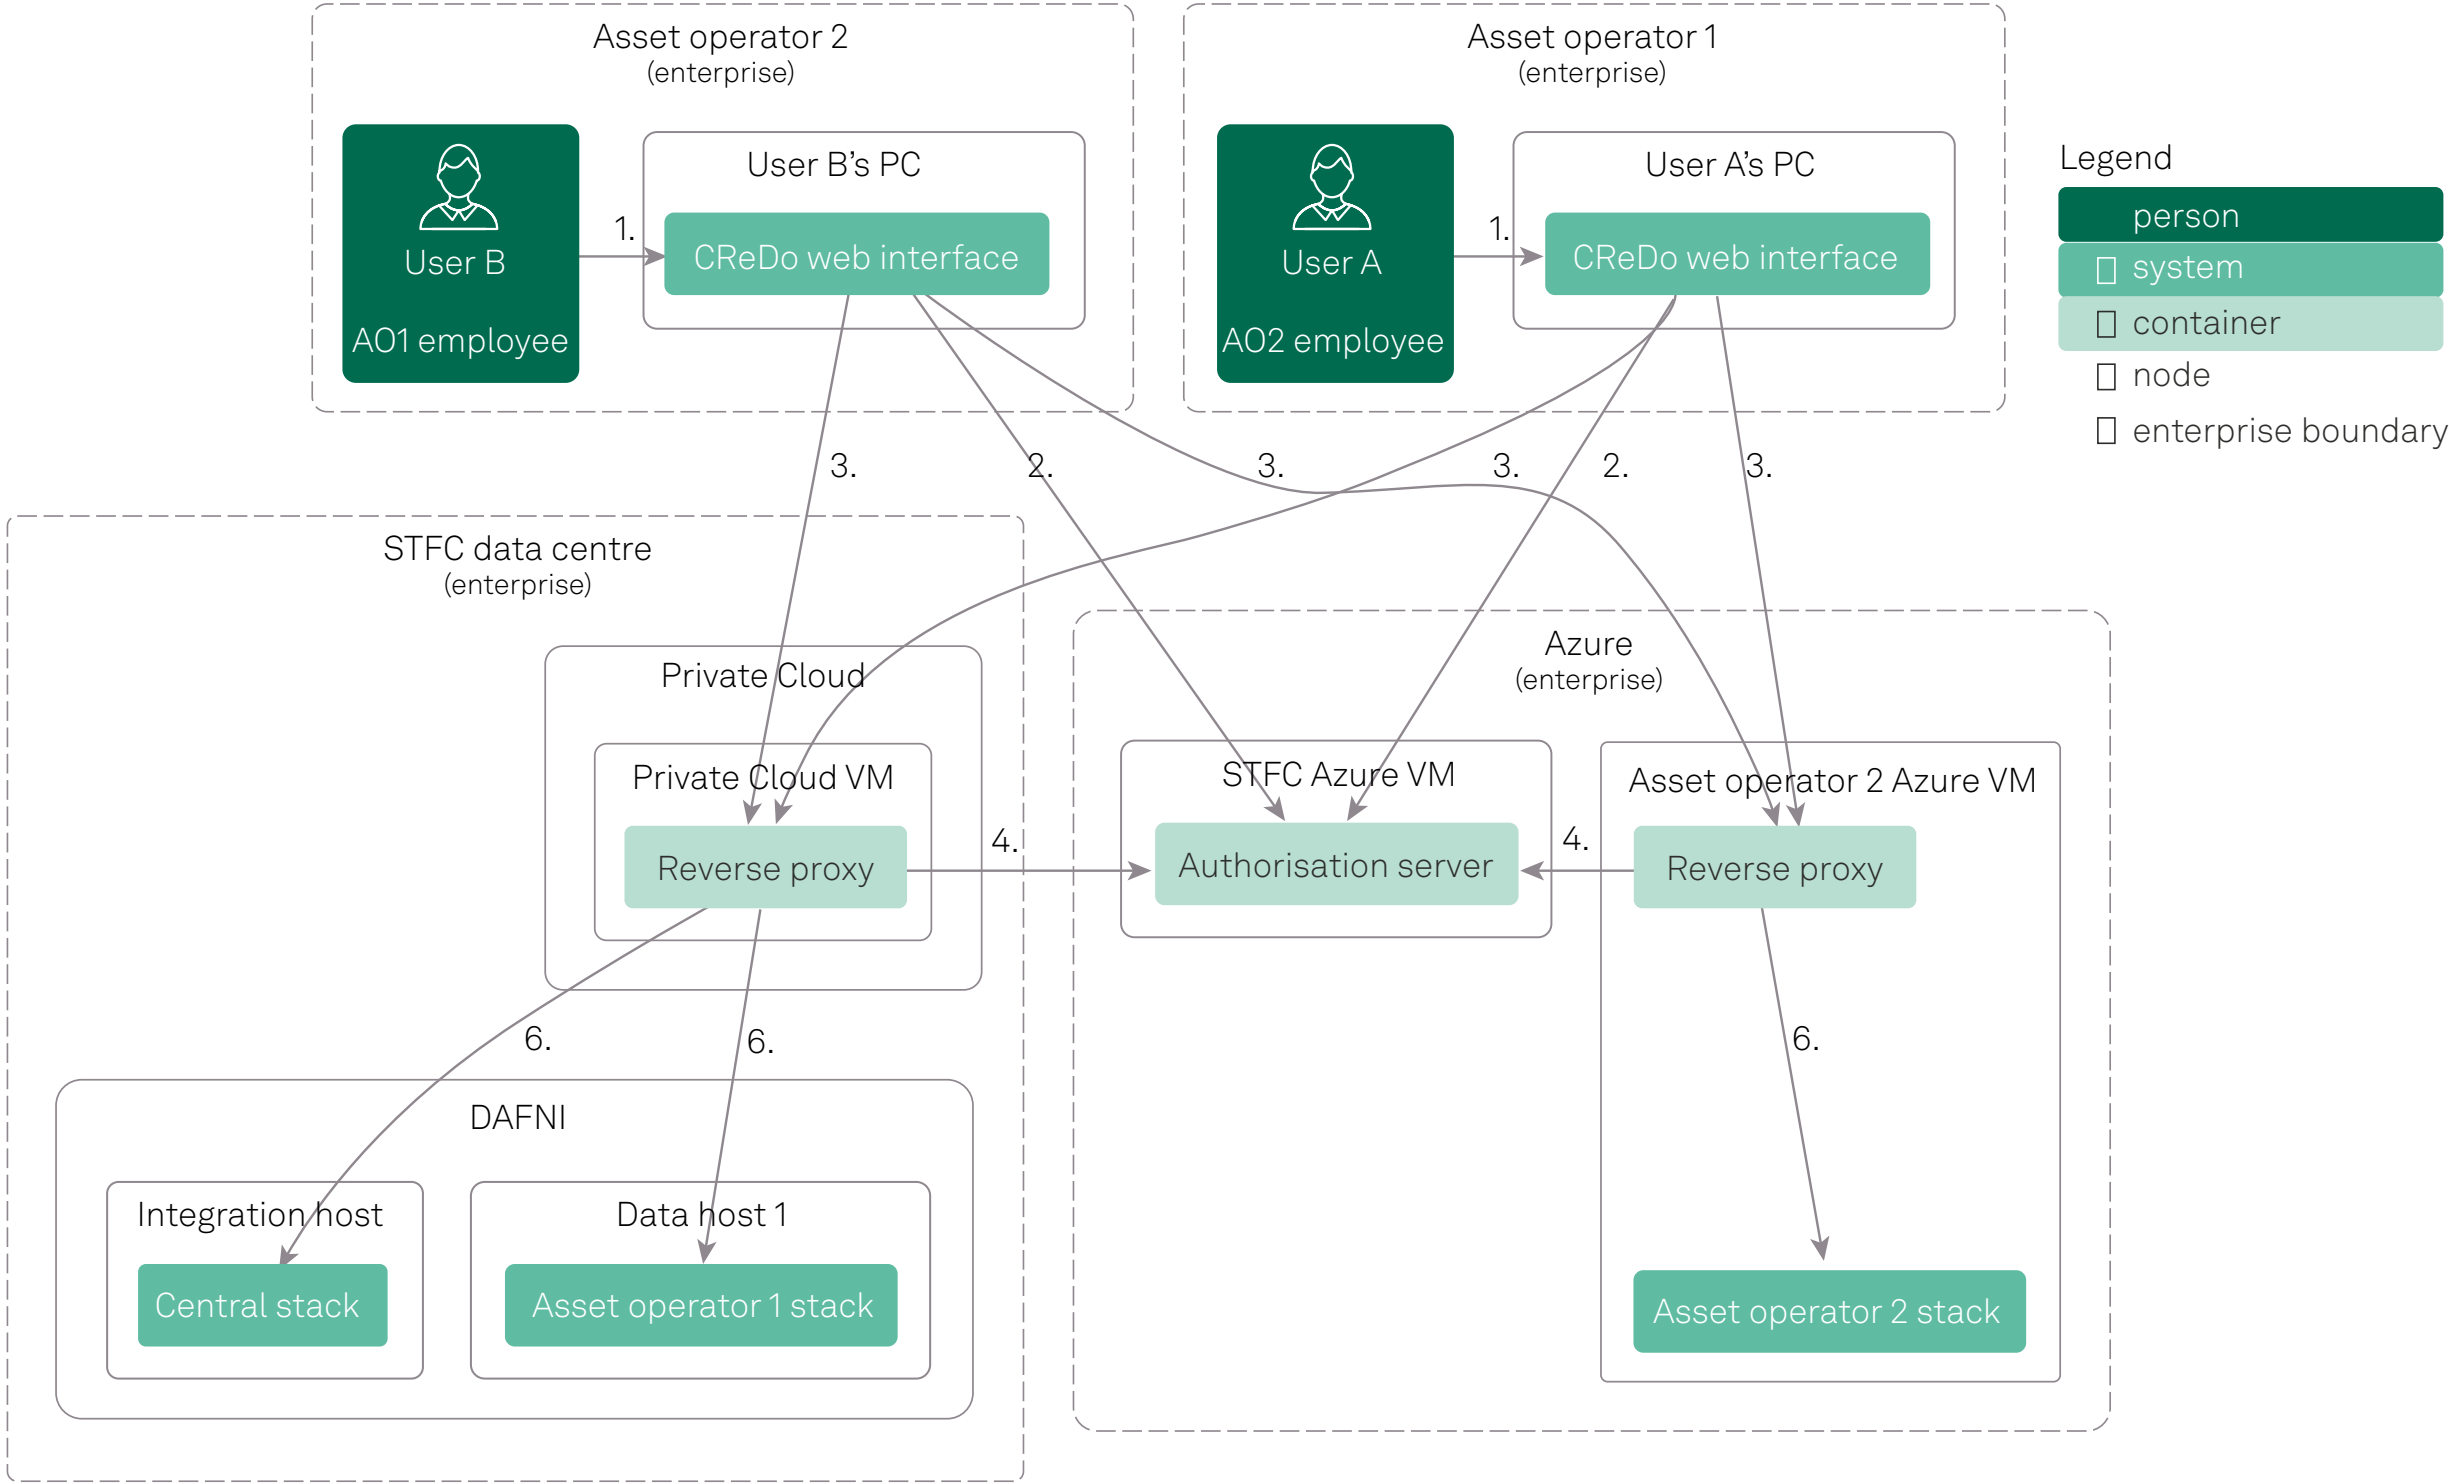 Asset operator 2
(enterprise)
User B
AO1 employee
1.
User B’s PC
CReDo web interface
Asset operator 1
(enterprise)
User A
AO2 employee
1.
User A’s PC
CReDo web interface
Legend
person
system
container
node
enterprise boundary
3.
2.
3.
3.
2.
3.
STFC data centre
(enterprise)
Private Cloud
Private Cloud VM
Reverse proxy
4.
Azure
(enterprise)
STFC Azure VM
Authorisation server
4.
Asset operator 2 Azure VM
Reverse proxy
6.
6.
6.
DAFNI
Integration host
Central stack
Data host 1
Asset operator 1 stack
Asset operator 2 stack